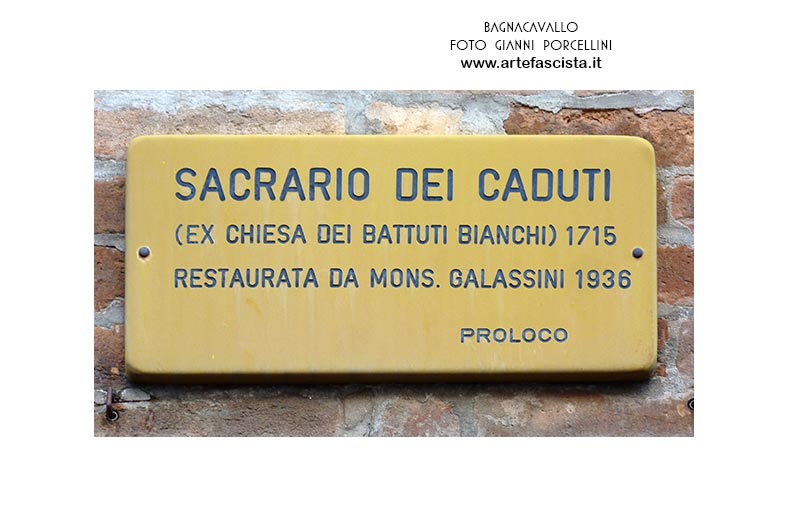 BAGNACAVALLO
FOTO GIANNI PORCELLINI
www.artefascista.it
SACRARIO DEI CADUTI
(EX CHIESA DEI BATTUTI BIANCHI) 1715
RESTAURATA DA MONS. GALASSINI 1936
PROLOCO